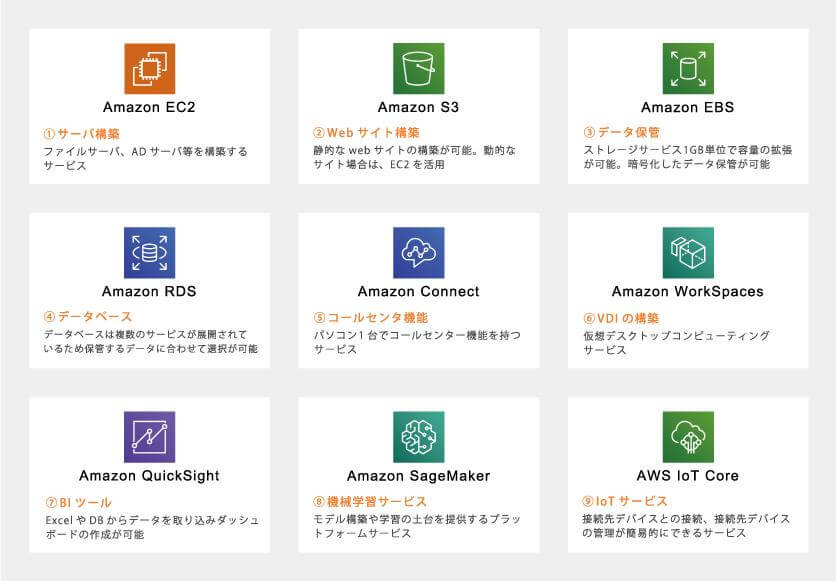 Amazon EC2
①サーバ構築
ファイルサーバ、AD サーバ等を構築する
サービス
Amazon S3
②Web サイト構築
静的な web サイトの構築が可能。動的な
サイト場合は、EC2 を活用
Amazon EBS
③データ保管
ストレージサービス1GB単位で容量の拡張
が可能。暗号化したデータ保管が可能
Amazon RDS
④データベース
データベースは複数のサービスが展開されて
いるため保管するデータに合わせて選択が可能
Amazon Connect
⑤コールセンタ機能
パソコン1 台でコールセンター機能を持つ
サービス
Amazon WorkSpaces
⑥VDI の構築
仮想デスクトップコンピューティング
サービス
Amazon QuickSight
⑦BI ツール
Excel や DB からデータを取り込みダッシュ
ボードの作成が可能
Amazon SageMaker
⑧機械学習サービス
モデル構築や学習の土台を提供するプラッ
トフォームサービス
AWS IoT Core
⑨IoT サービス
接続先デバイスとの接続、接続先デバイス
の管理が簡易的にできるサービス